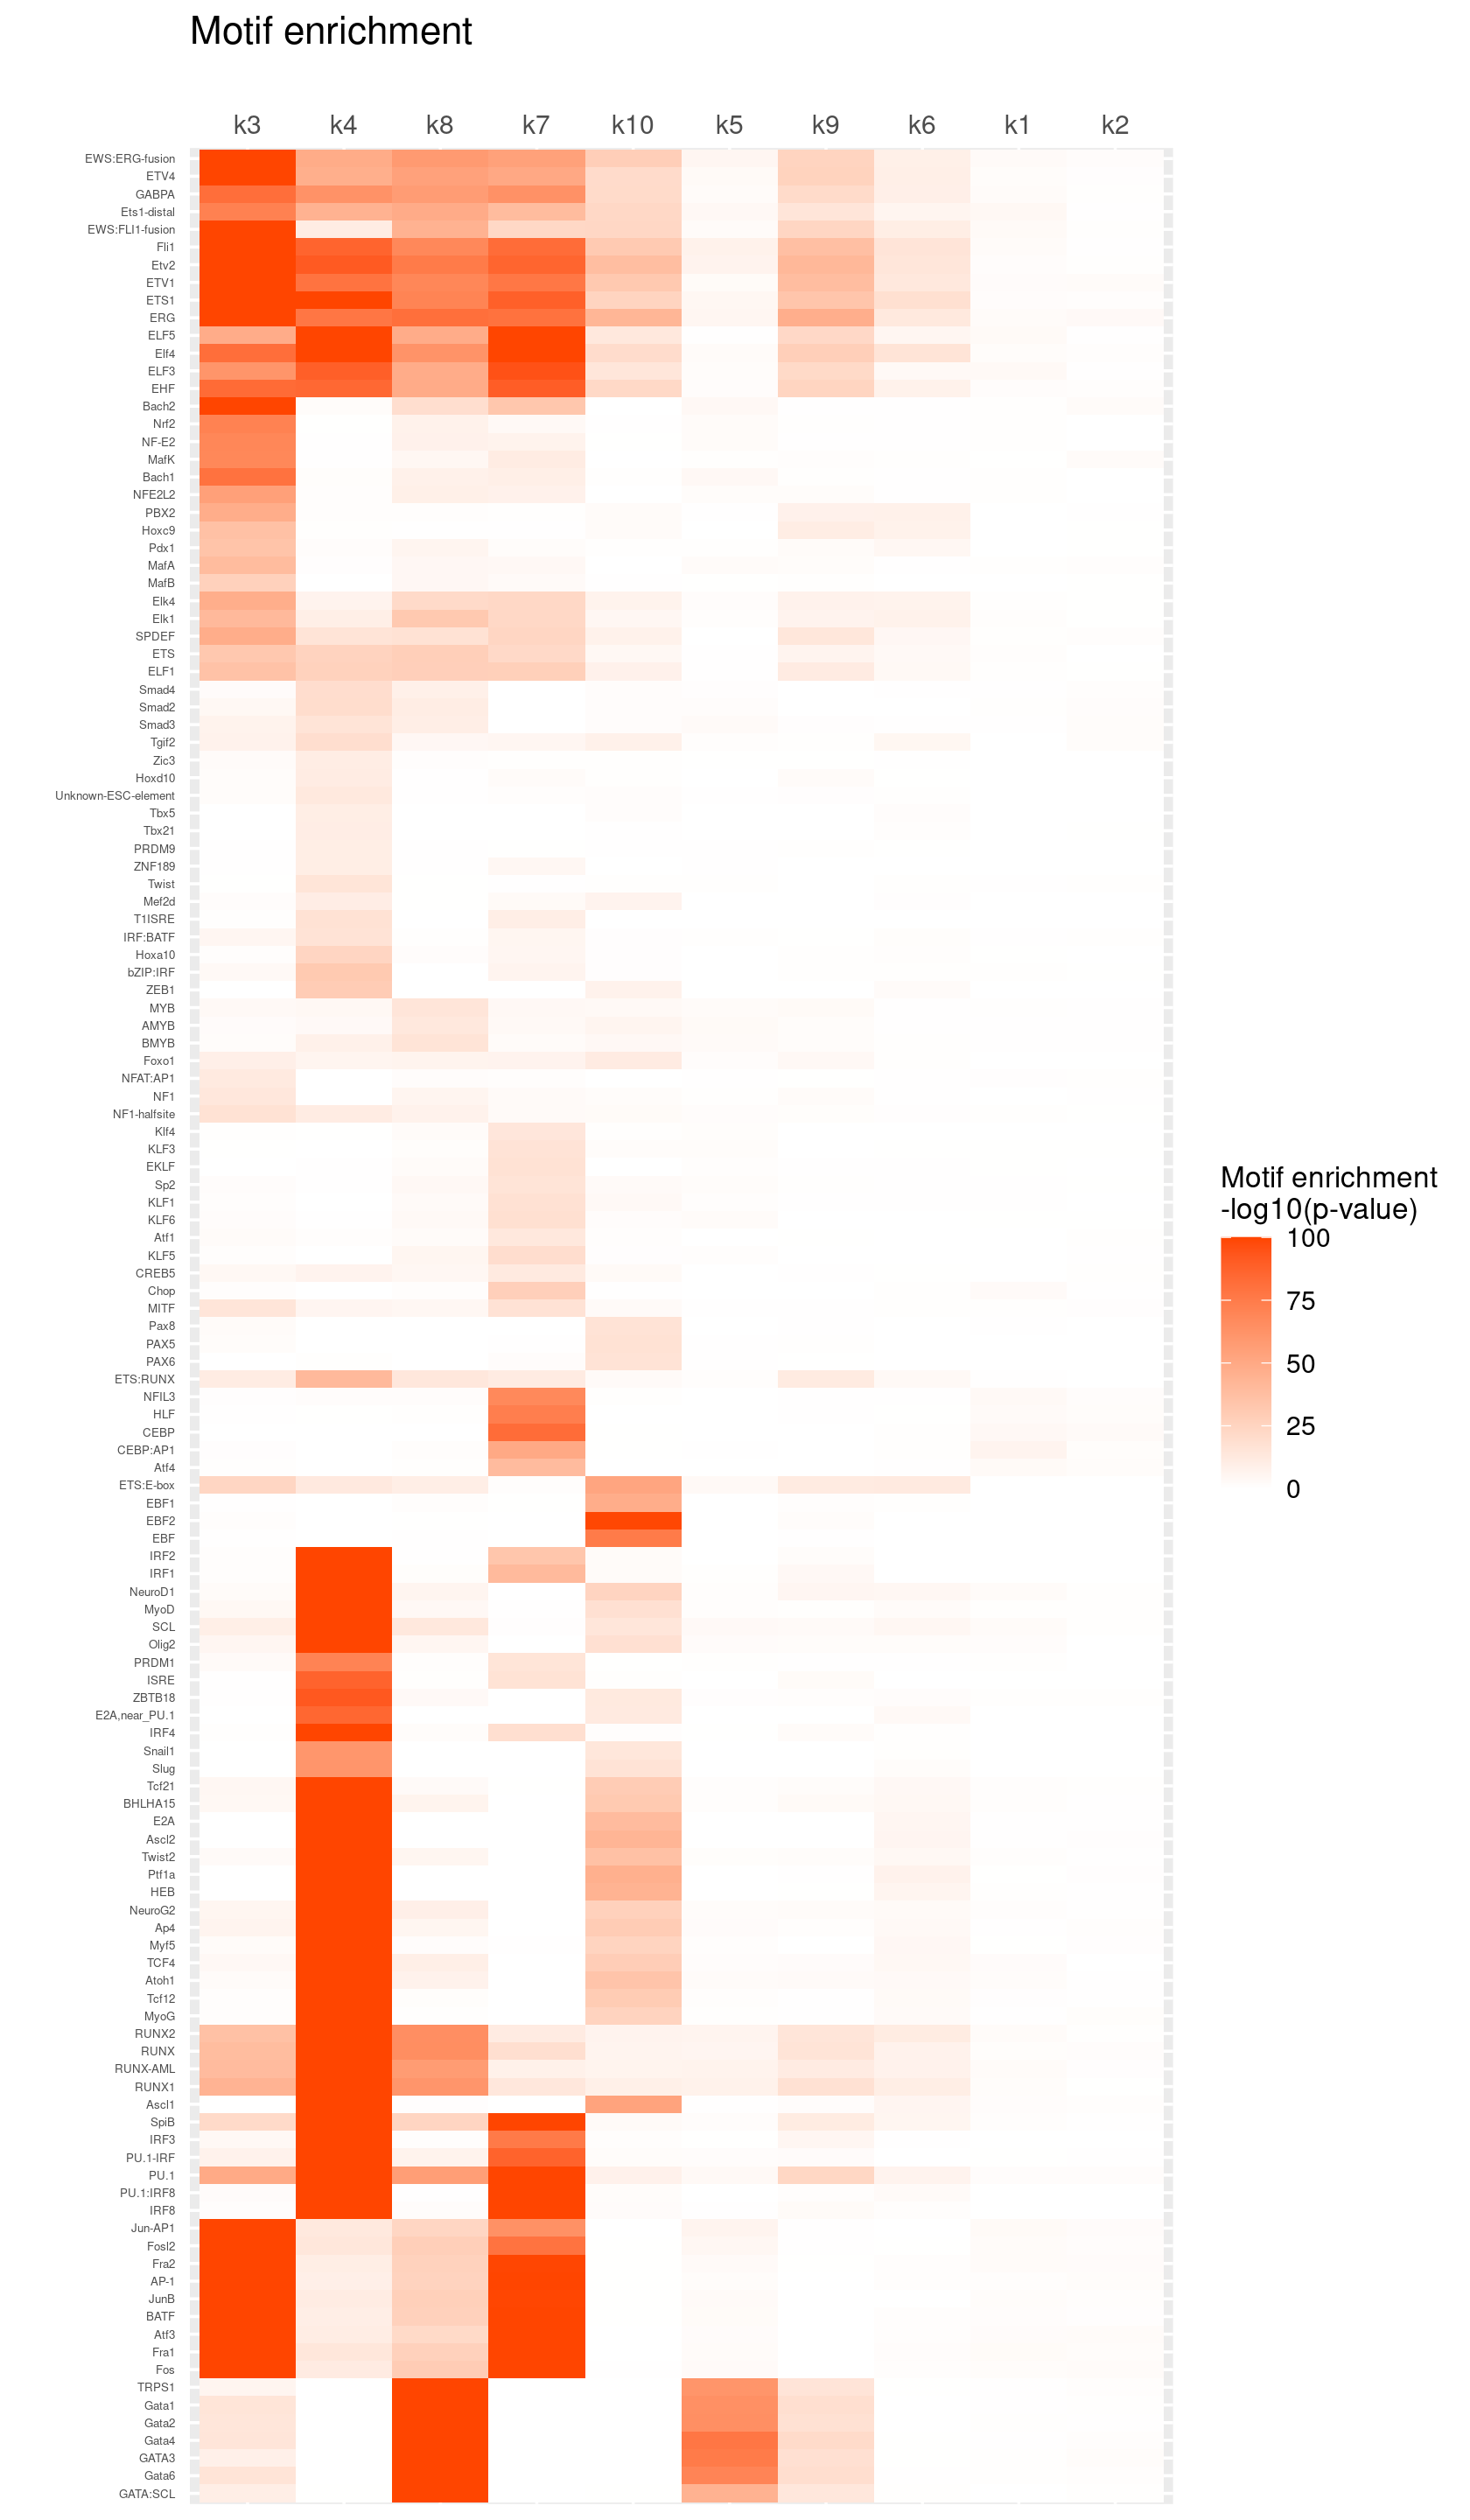 Motif enrichment
k3 k4 k8 k7 k10 k5 k9 k6 k1 k2
EWS:ERG-fusion
ETV4
GABPA
Ets1-distal
EWS:FLI1-fusion
Fli1
Etv2
ETV1
ETS1
ERG
ELF5
Elf4
ELF3
EHF
Bach2
Nrf2
NF-E2
MafK
Bach1
NFE2L2
PBX2
Hoxc9
Pdx1
MafA
MafB
Elk4
Elk1
SPDEF
ETS
ELF1
Smad4
Smad2
Smad3
Tgif2
Zic3
Hoxd10
Unknown-ESC-element
Tbx5
Tbx21
PRDM9
ZNF189
Twist
Mef2d
T1ISRE
IRF:BATF
Hoxa10
bZIP:IRF
ZEB1
MYB
AMYB
BMYB
Foxo1
NFAT:AP1
NF1
NF1-halfsite
Klf4
KLF3
EKLF
Sp2
KLF1
KLF6
Atf1
KLF5
CREB5
Chop
MITF
Pax8
PAX5
PAX6
ETS:RUNX
NFIL3
HLF
CEBP
CEBP:AP1
Atf4
ETS:E-box
EBF1
EBF2
EBF
IRF2
IRF1
NeuroD1
MyoD
SCL
Olig2
PRDM1
ISRE
ZBTB18
E2A,near_PU.1
IRF4
Snail1
Slug
Tcf21
BHLHA15
E2A
Ascl2
Twist2
Ptf1a
HEB
NeuroG2
Ap4
Myf5
TCF4
Atoh1
Tcf12
MyoG
RUNX2
RUNX
RUNX-AML
RUNX1
Ascl1
SpiB
IRF3
PU.1-IRF
PU.1
PU.1:IRF8
IRF8
Jun-AP1
Fosl2
Fra2
AP-1
JunB
BATF
Atf3
Fra1
Fos
TRPS1
Gata1
Gata2
Gata4
GATA3
Gata6
GATA:SCL
Motif enrichment
-log10(p-value)
100
75
50
25
0